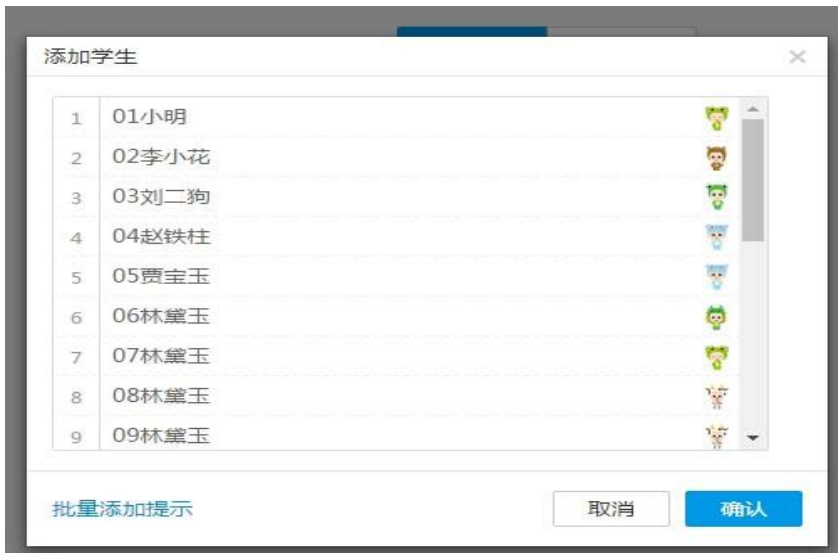 添加学生
1 01小明
2 02李小花
3 03刘二狗
4 04赵铁柱
5 05贾宝玉
6 06林黛玉
7 07林黛玉
8 08林黛玉
9 09林黛玉
批量添加提示 取消 确认